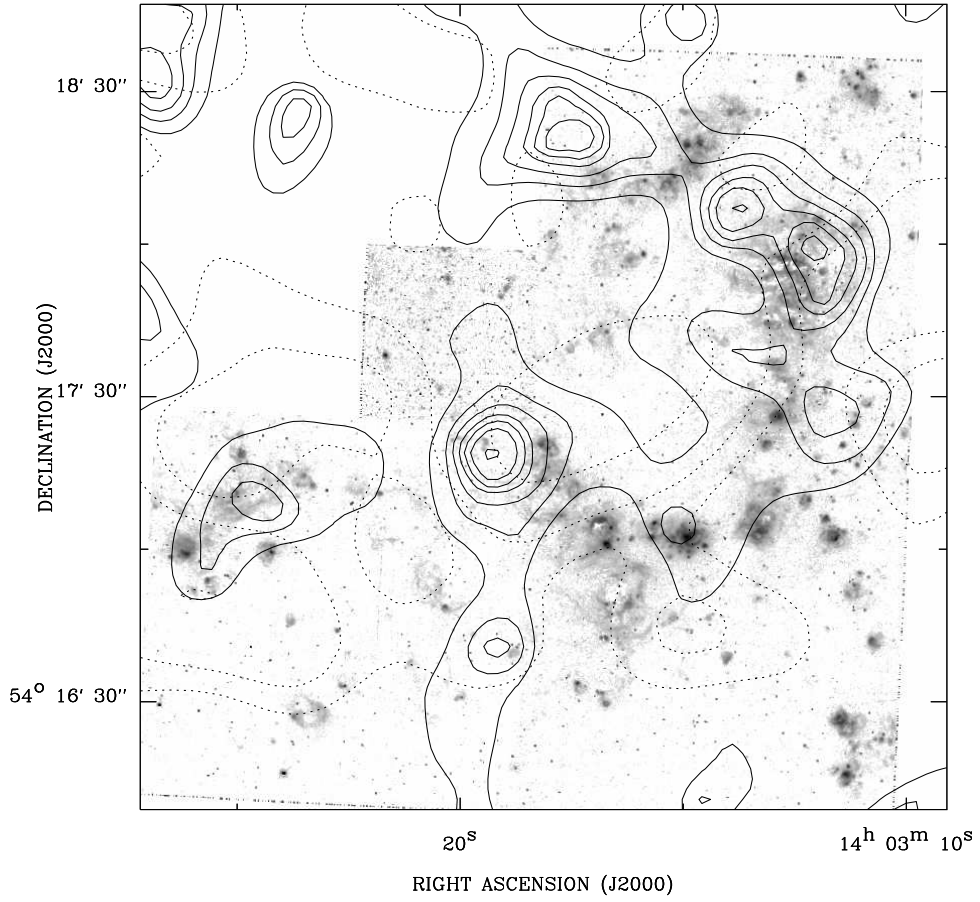 18' 30''
17' 30''
54° 16' 30''
DECLINATION (J2000)
20s
14h 03m 10s
RIGHT ASCENSION (J2000)